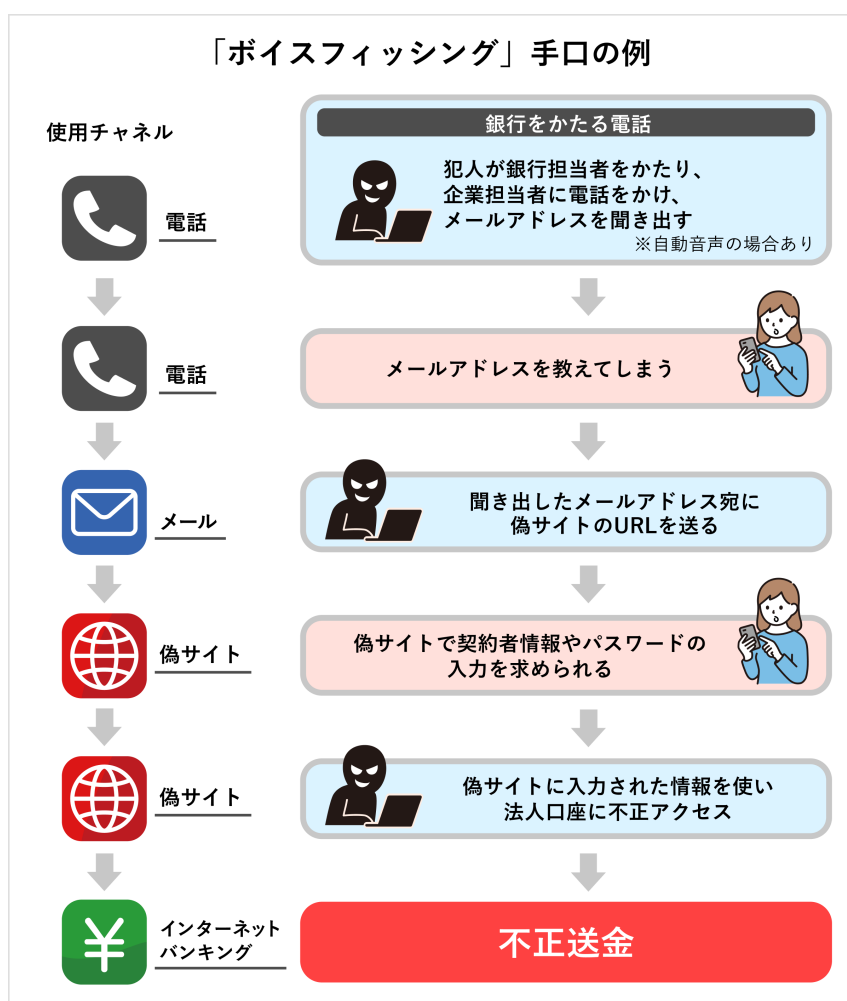 「ボイスフィッシング」手口の例
使用チャネル
銀行をかたる電話
電話
犯人が銀行担当者をかたり、
企業担当者に電話をかけ、
メールアドレスを聞き出す
※自動音声の場合あり
電話
メールアドレスを教えてしまう
メール
聞き出したメールアドレス宛に
偽サイトのURLを送る
偽サイト
偽サイトで契約者情報やパスワードの
入力を求められる
偽サイト
偽サイトに入力された情報を使い
法人口座に不正アクセス
インターネット
バンキング
不正送金